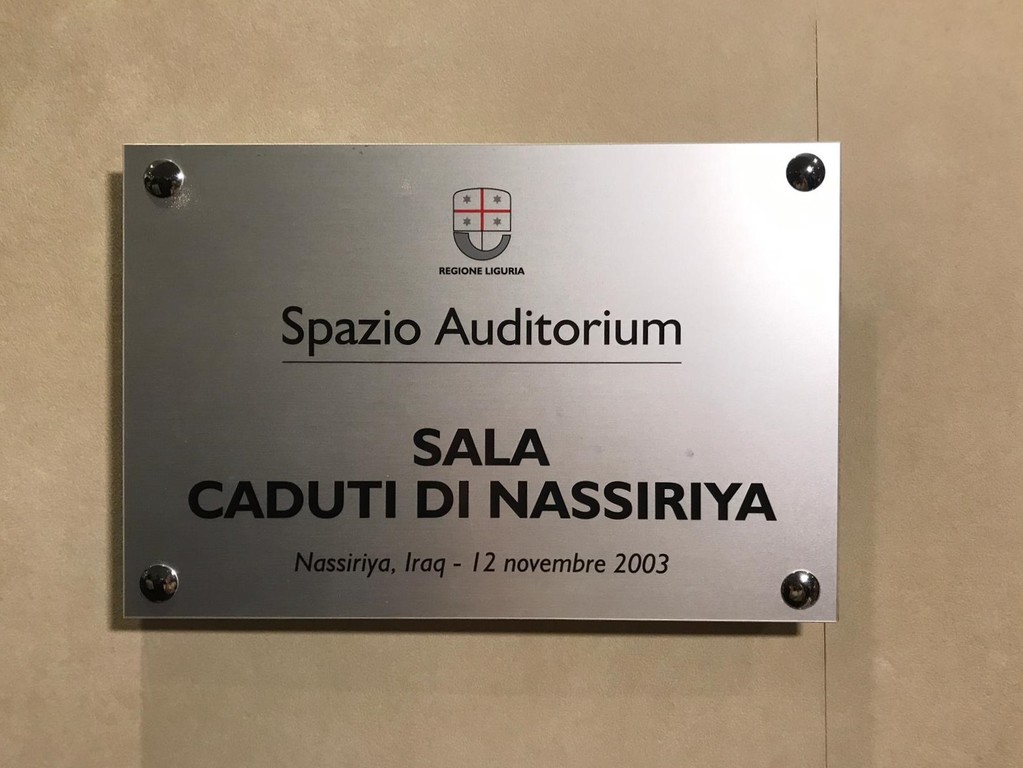 REGIONE LIGURIA
Spazio Auditorium
SALA
CADUTI DI NASSIRIYA
Nassiriya, Iraq - 12 novembre 2003